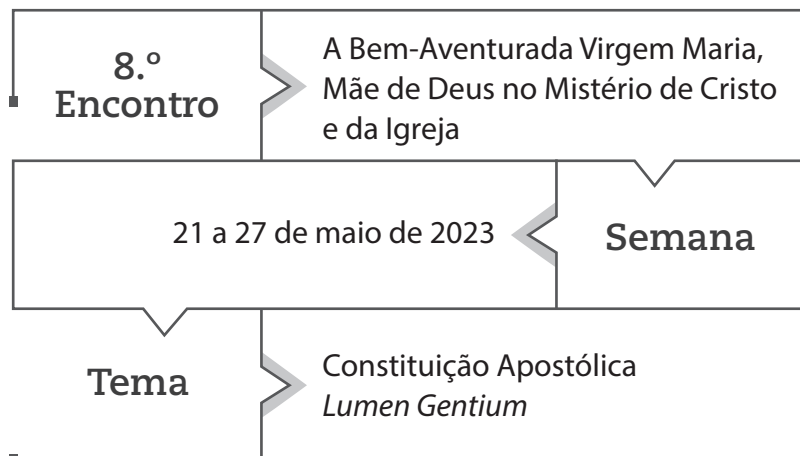 8.º
Encontro
A Bem-Aventurada Virgem Maria,
Mãe de Deus no Mistério de Cristo
e da Igreja
21 a 27 de maio de 2023
Semana
Tema
Constituição Apostólica
Lumen Gentium